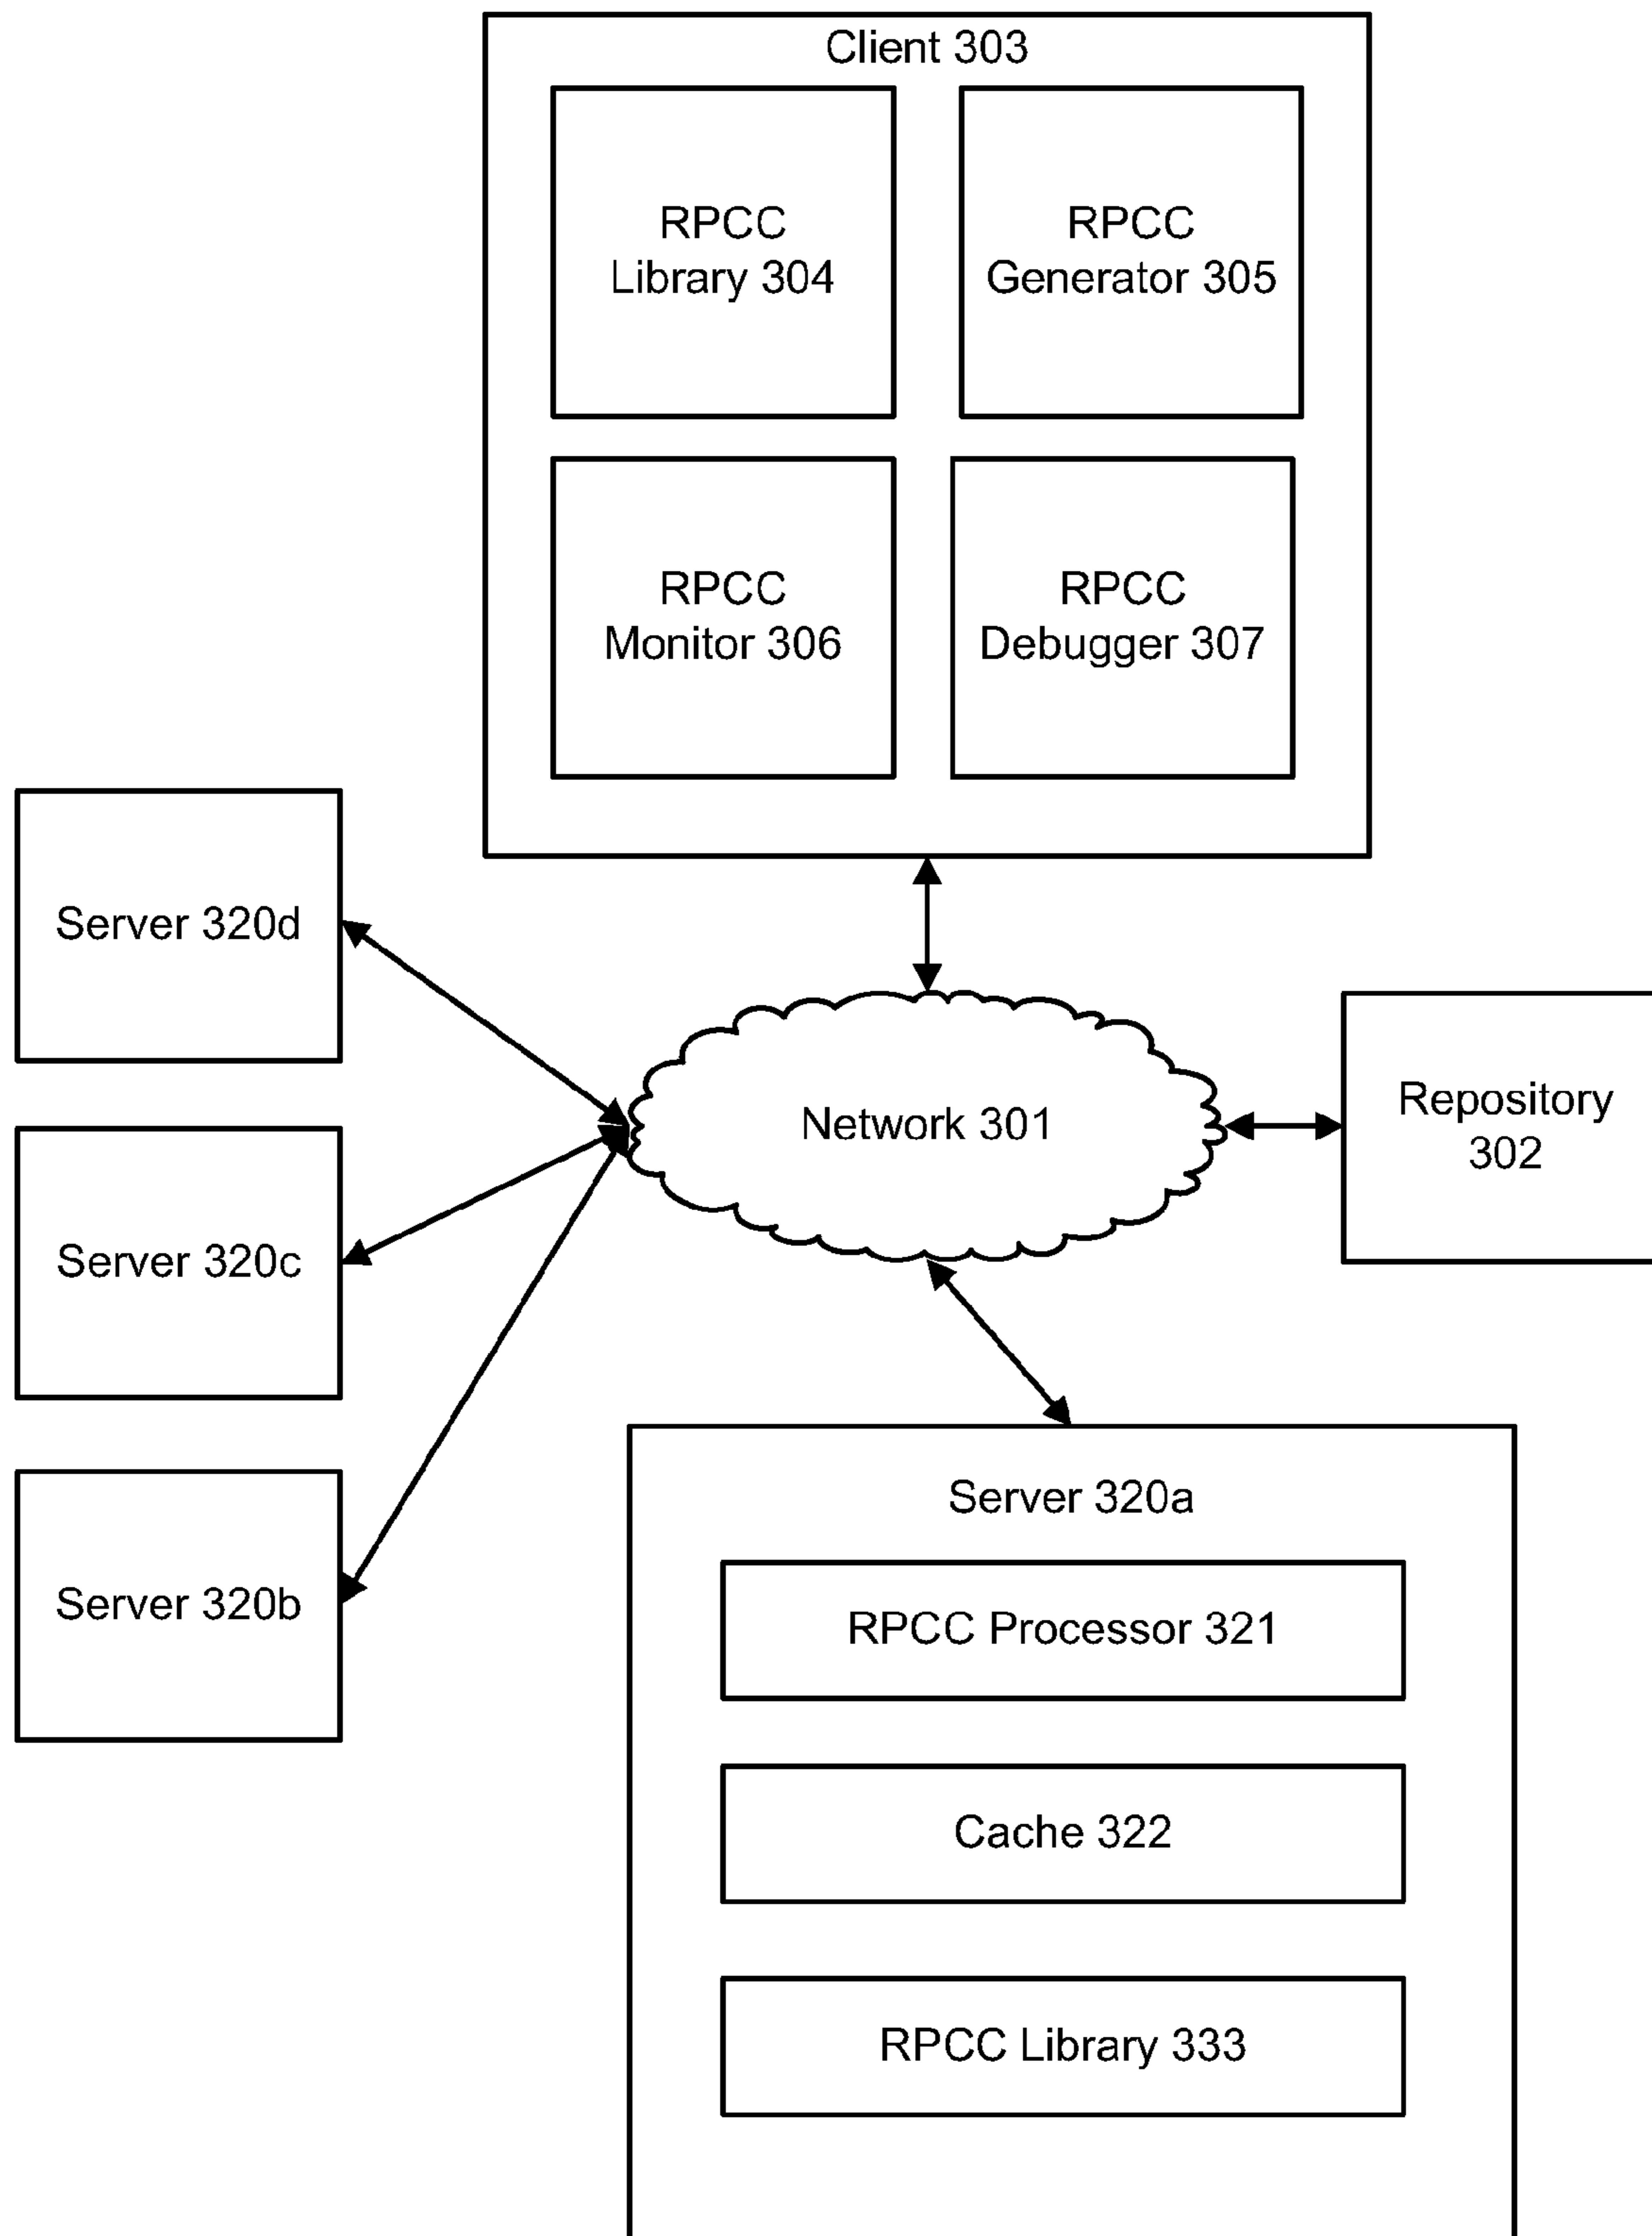 Client 303
RPCC
Library 304
RPCC
Generator 305
RPCC
Monitor 306
RPCC
Debugger 307
Server 320d
Network 301
Repository
302
Server 320c
Server 320b
Server 320a
RPCC Processor 321
Cache 322
RPCC Library 333